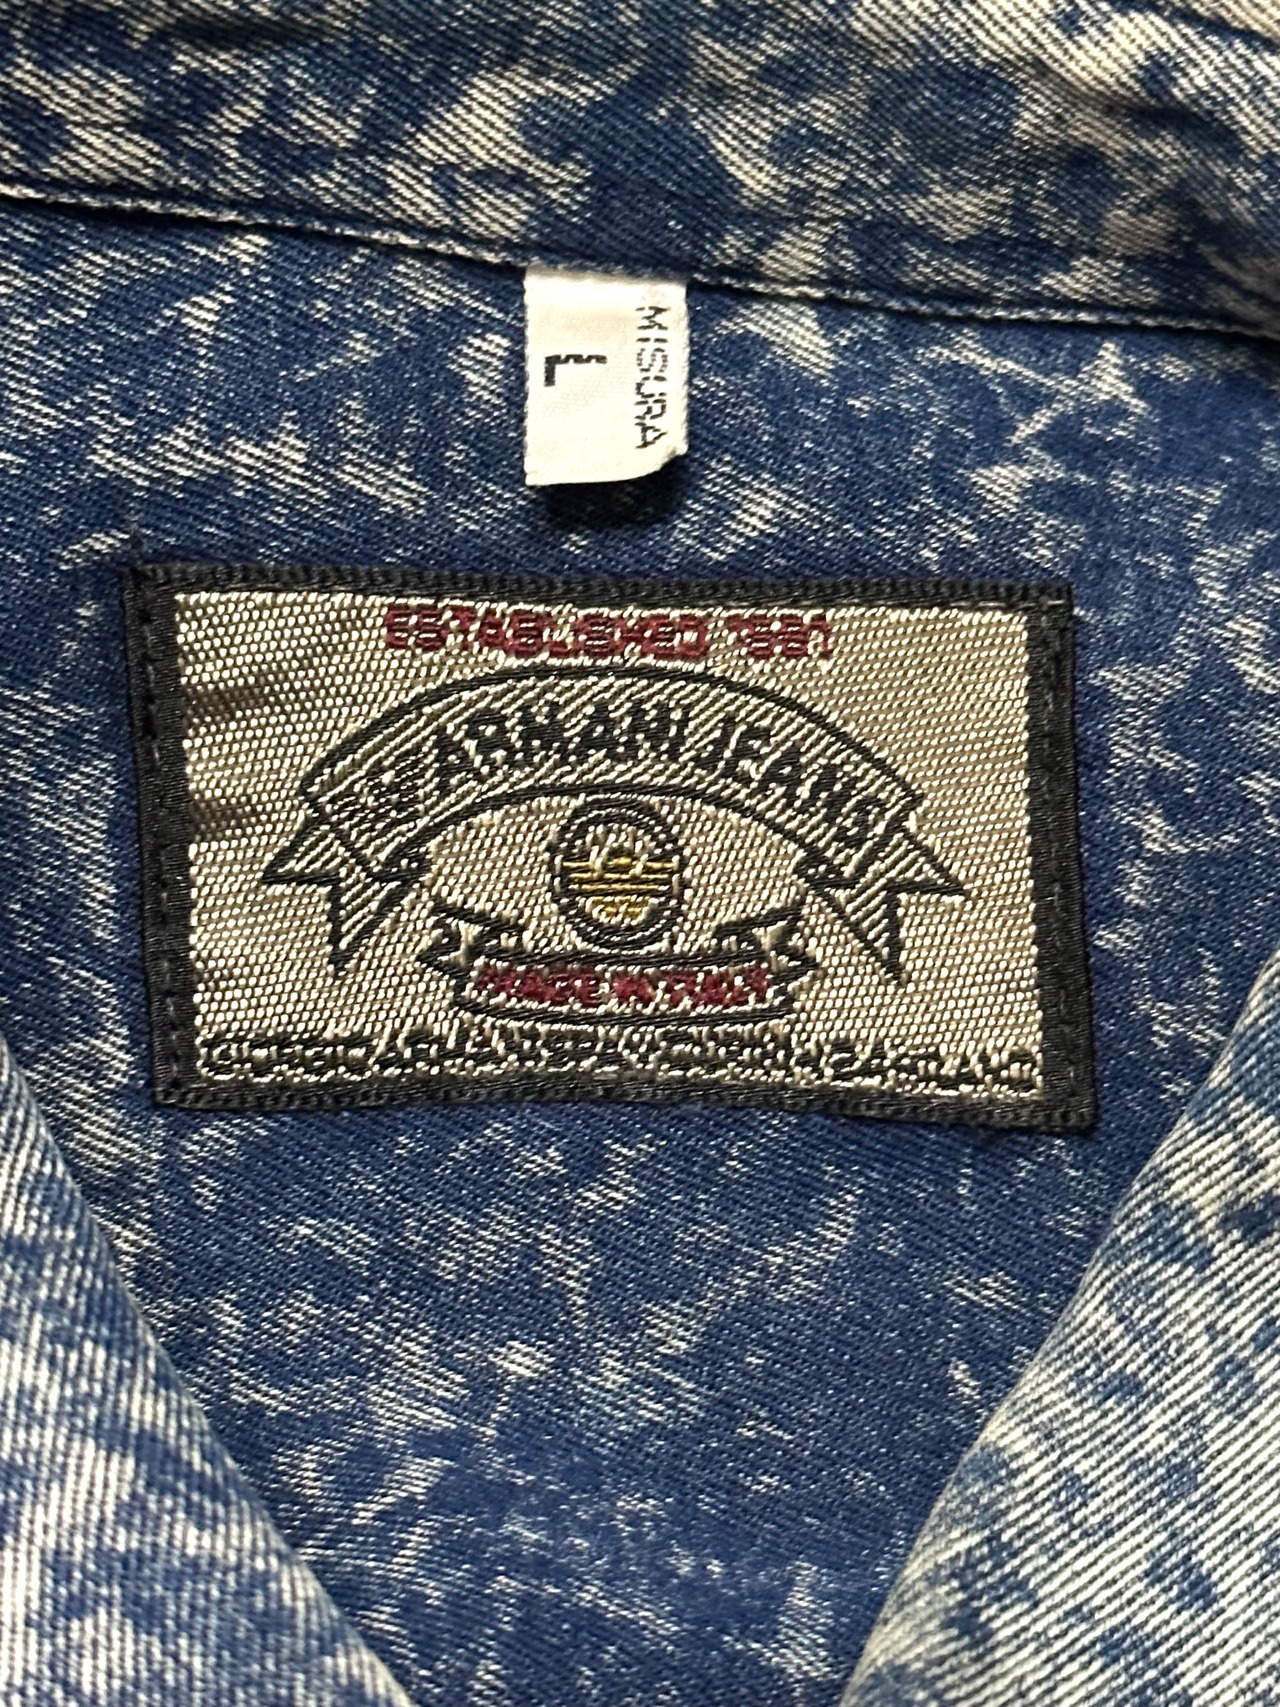 MISURA
L
ESTABLISHED 1981
ARMANI JEANS
MADE IN ITALY